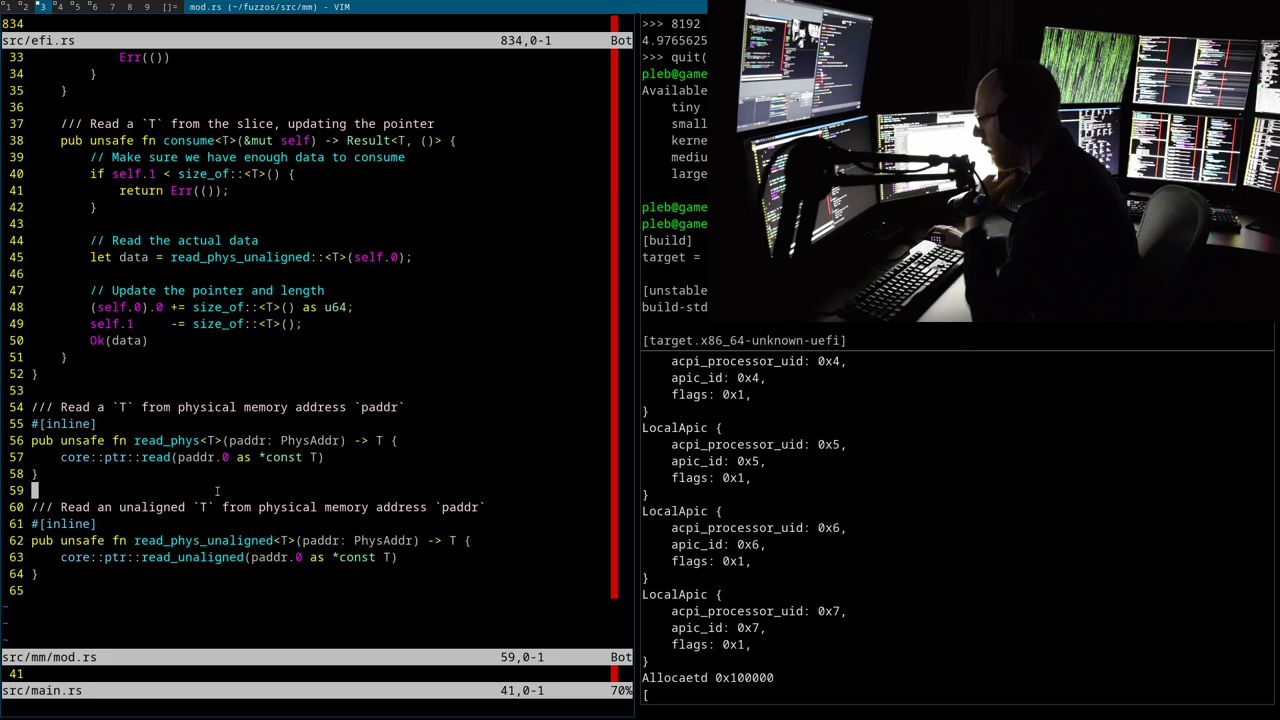 1 2 3 4 5 6 7 8 9 []= mod.rs (~/fuzzos/src/mm) - VIM
834
src/efi.rs 834,0-1 Bot
33 Err(())
34 }
35 }
36
37 /// Read a `T` from the slice, updating the pointer
38 pub unsafe fn consume<T>(&mut self) -> Result<T, ()> {
39 // Make sure we have enough data to consume
40 if self.1 < size_of::<T>() {
41 return Err(());
42 }
43
44 // Read the actual data
45 let data = read_phys_unaligned::<T>(self.0);
46
47 // Update the pointer and length
48 (self.0).0 += size_of::<T>() as u64;
49 self.1 -= size_of::<T>();
50 Ok(data)
51 }
52 }
53
54 /// Read a `T` from physical memory address `paddr`
55 #[inline]
56 pub unsafe fn read_phys<T>(paddr: PhysAddr) -> T {
57 core::ptr::read(paddr.0 as *const T)
58 }
59
60 /// Read an unaligned `T` from physical memory address `paddr`
61 #[inline]
62 pub unsafe fn read_phys_unaligned<T>(paddr: PhysAddr) -> T {
63 core::ptr::read_unaligned(paddr.0 as *const T)
64 }
65
~
~
~
src/mm/mod.rs 59,0-1 Bot
41
src/main.rs 41,0-1 70%
>>> 8192
4.9765625
>>> quit(
pleb@game
Available
tiny
small
kerne
mediu
large
pleb@game
pleb@game
[build]
target =
[unstable
build-std
[target.x86_64-unknown-uefi]
acpi_processor_uid: 0x4,
apic_id: 0x4,
flags: 0x1,
}
LocalApic {
acpi_processor_uid: 0x5,
apic_id: 0x5,
flags: 0x1,
}
LocalApic {
acpi_processor_uid: 0x6,
apic_id: 0x6,
flags: 0x1,
}
LocalApic {
acpi_processor_uid: 0x7,
apic_id: 0x7,
flags: 0x1,
}
Allocaetd 0x100000
[